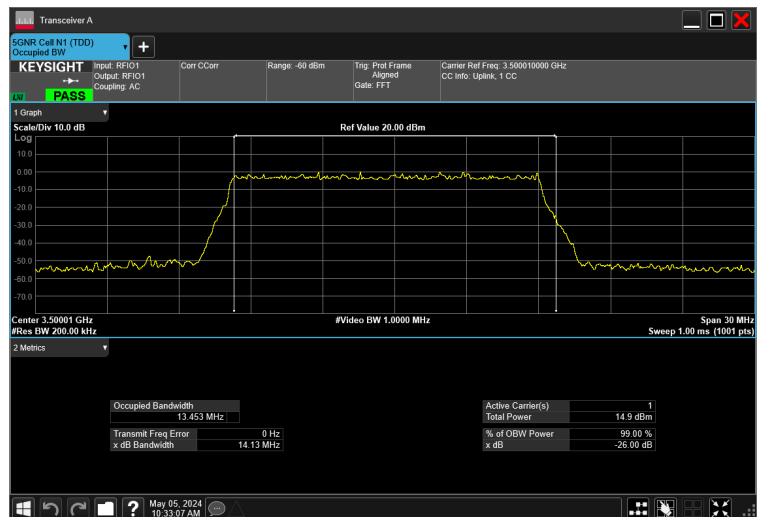 Transceiver A
5GNR Cell N1 (TDD)
Occupied BW
KEYSIGHT
Input: RFIO1
Output: RFIO1
Coupling: AC
Corr CCorr
Range: -60 dBm
Trig: Prot Frame
Aligned
Gate: FFT
Carrier Ref Freq: 3.500010000 GHz
CC Info: Uplink, 1 CC
LXI
PASS
1 Graph
Scale/Div 10.0 dB
Ref Value 20.00 dBm
Log
10.0
0.00
-10.0
-20.0
-30.0
-40.0
-50.0
-60.0
-70.0
Center 3.50001 GHz
#Video BW 1.0000 MHz
Span 30 MHz
#Res BW 200.00 kHz
Sweep 1.00 ms (1001 pts)
2 Metrics
Occupied Bandwidth
13.453 MHz
Transmit Freq Error 0 Hz
x dB Bandwidth 14.13 MHz
Active Carrier(s) 1
Total Power 14.9 dBm
% of OBW Power 99.00 %
x dB -26.00 dB
?
May 05, 2024
10:33:07 AM